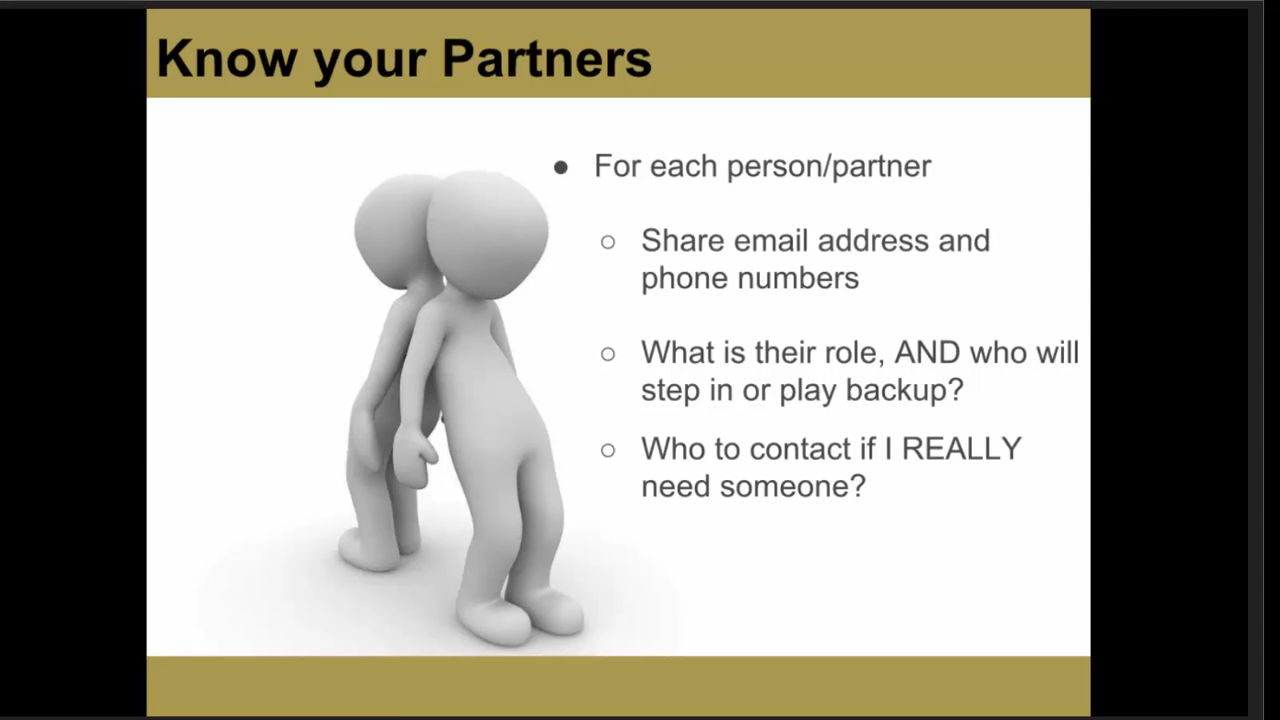 Know your Partners
● For each person/partner
○ Share email address and
phone numbers
○ What is their role, AND who will
step in or play backup?
○ Who to contact if I REALLY
need someone?